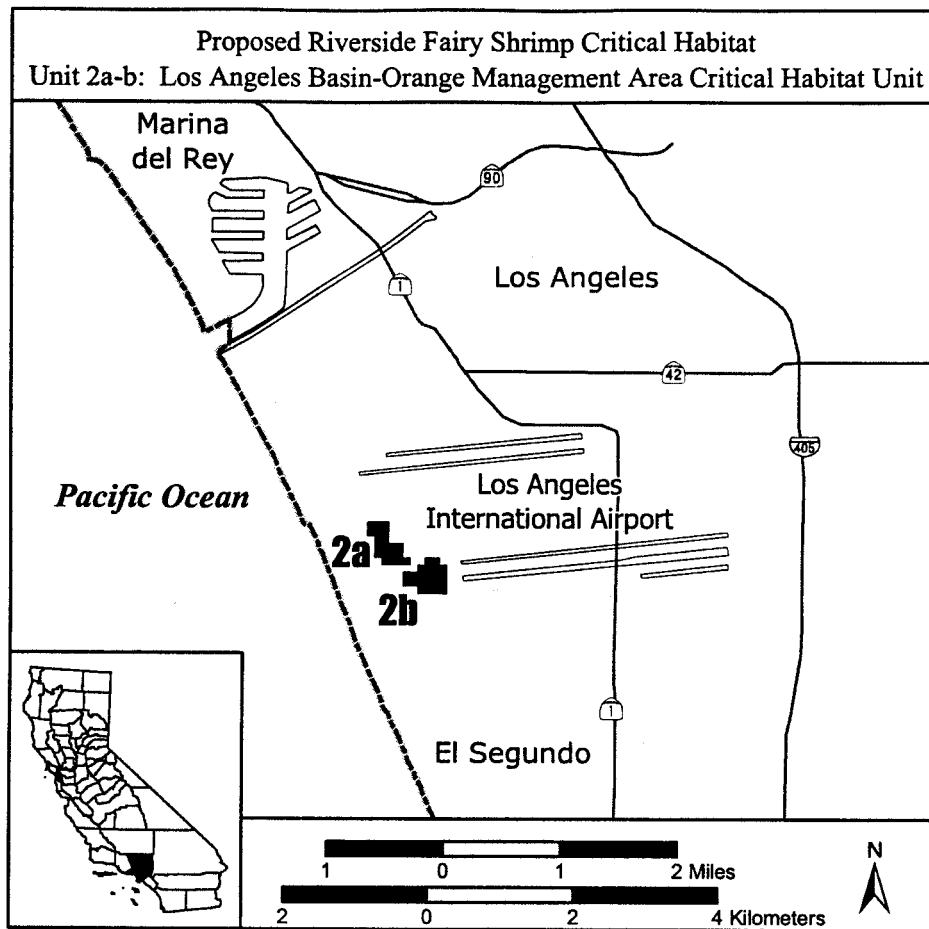 Proposed Riverside Fairy Shrimp Critical Habitat
Unit 2a-b: Los Angeles Basin-Orange Management Area Critical Habitat Unit
Marina
del Rey
90
Los Angeles
1
42
405
Los Angeles
International Airport
Pacific Ocean
2a
2b
1
El Segundo
1 0 1 2 Miles
2 0 2 4 Kilometers
N